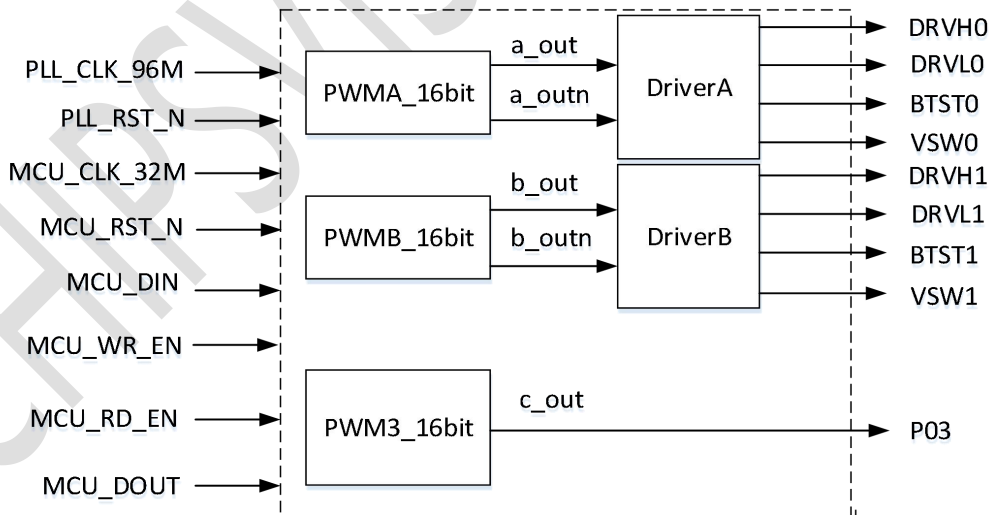 PLL_CLK_96M
PLL_RST_N
MCU_CLK_32M
MCU_RST_N
MCU_DIN
MCU_WR_EN
MCU_RD_EN
MCU_DOUT
PWMA_16bit
a_out
a_outn
DriverA
PWMB_16bit
b_out
b_outn
DriverB
PWM3_16bit
c_out
DRVH0
DRVL0
BTST0
VSW0
DRVH1
DRVL1
BTST1
VSW1
P03